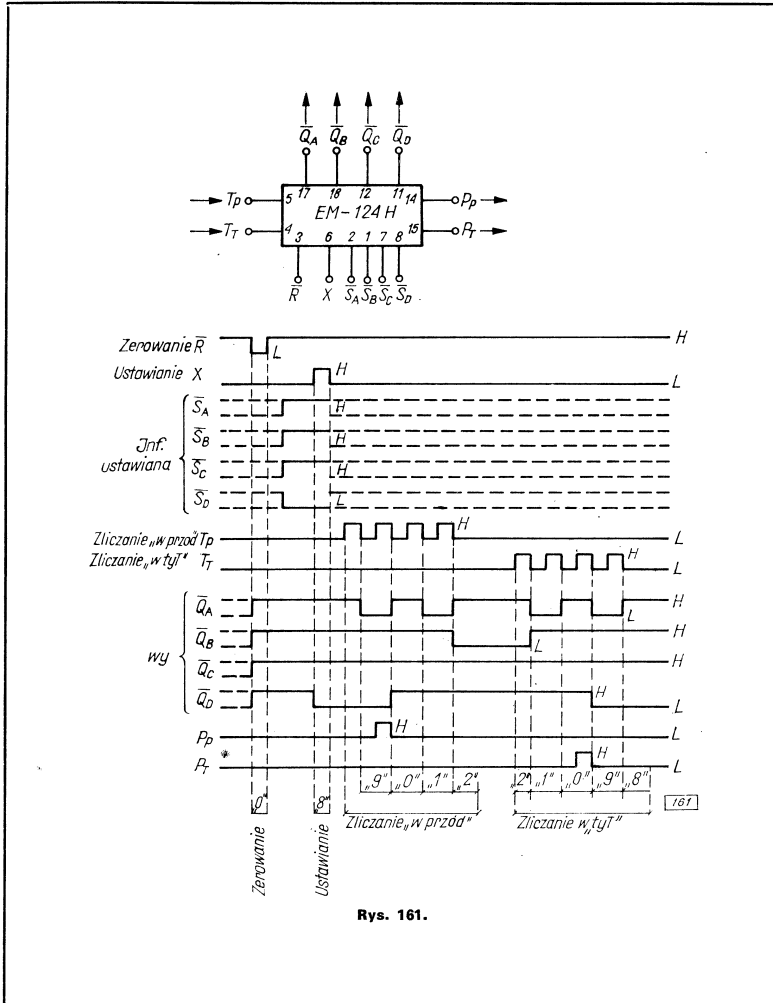 Q̅A Q̅B Q̅C Q̅D
17 18 12 11
Tp 5 14 Pp
EM-124 H
TT 4 15 PT
3 6 2 1 7 8
R̅ X S̅A S̅B S̅C S̅D
Zerowanie R̅ L H
Ustawianie X H L
S̅A H
Jnf. ustawiana
S̅B H
S̅C H
S̅D L
Zliczanie „w przód" Tp H L
Zliczanie „w tył" TT H L
Q̅A H L
wy
Q̅B L H
Q̅C H
Q̅D H L
Pp H L
PT H L
„9" „0" „1" „2" „2" „1" „0" „9" „8"
„0" „8" Zliczanie „w przód" Zliczanie w „tył" 161
Zerowanie
Ustawianie
Rys. 161.